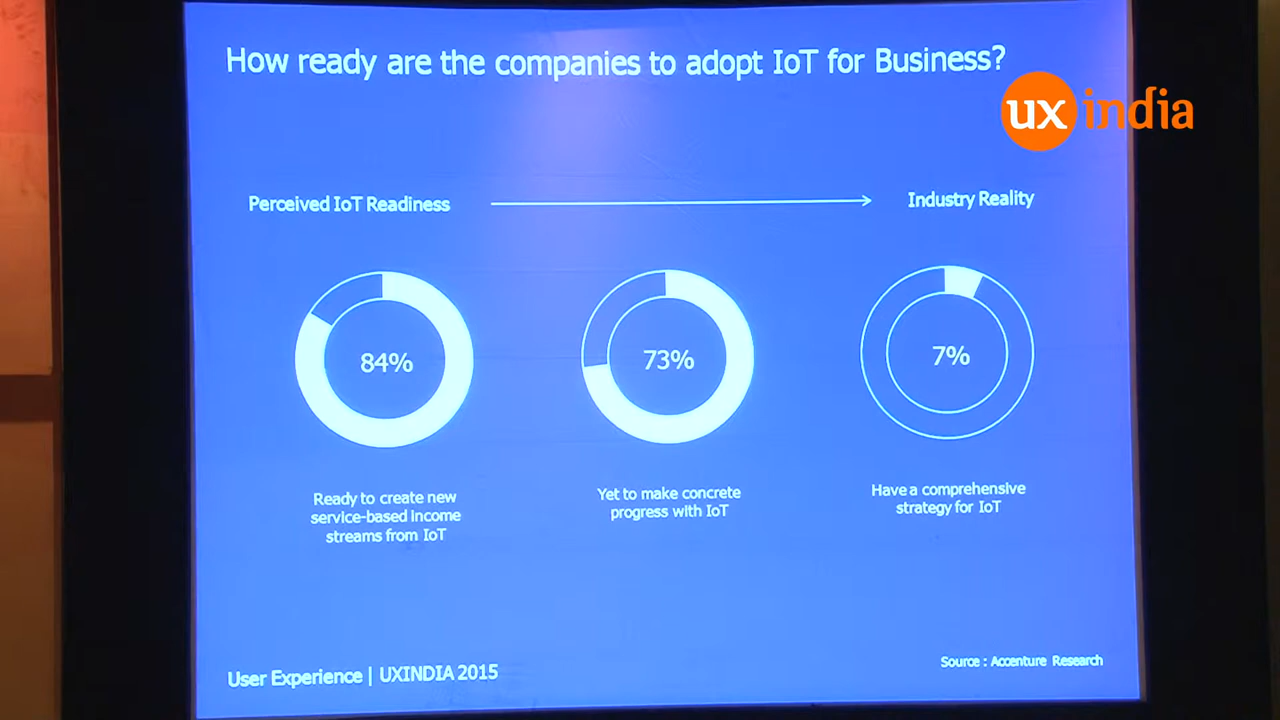 How ready are the companies to adopt IoT for Business?
ux india
Perceived IoT Readiness
Industry Reality
84%
73%
7%
Ready to create new
service-based income
streams from IoT
Yet to make concrete
progress with IoT
Have a comprehensive
strategy for IoT
User Experience | UXINDIA 2015
Source : Accenture Research